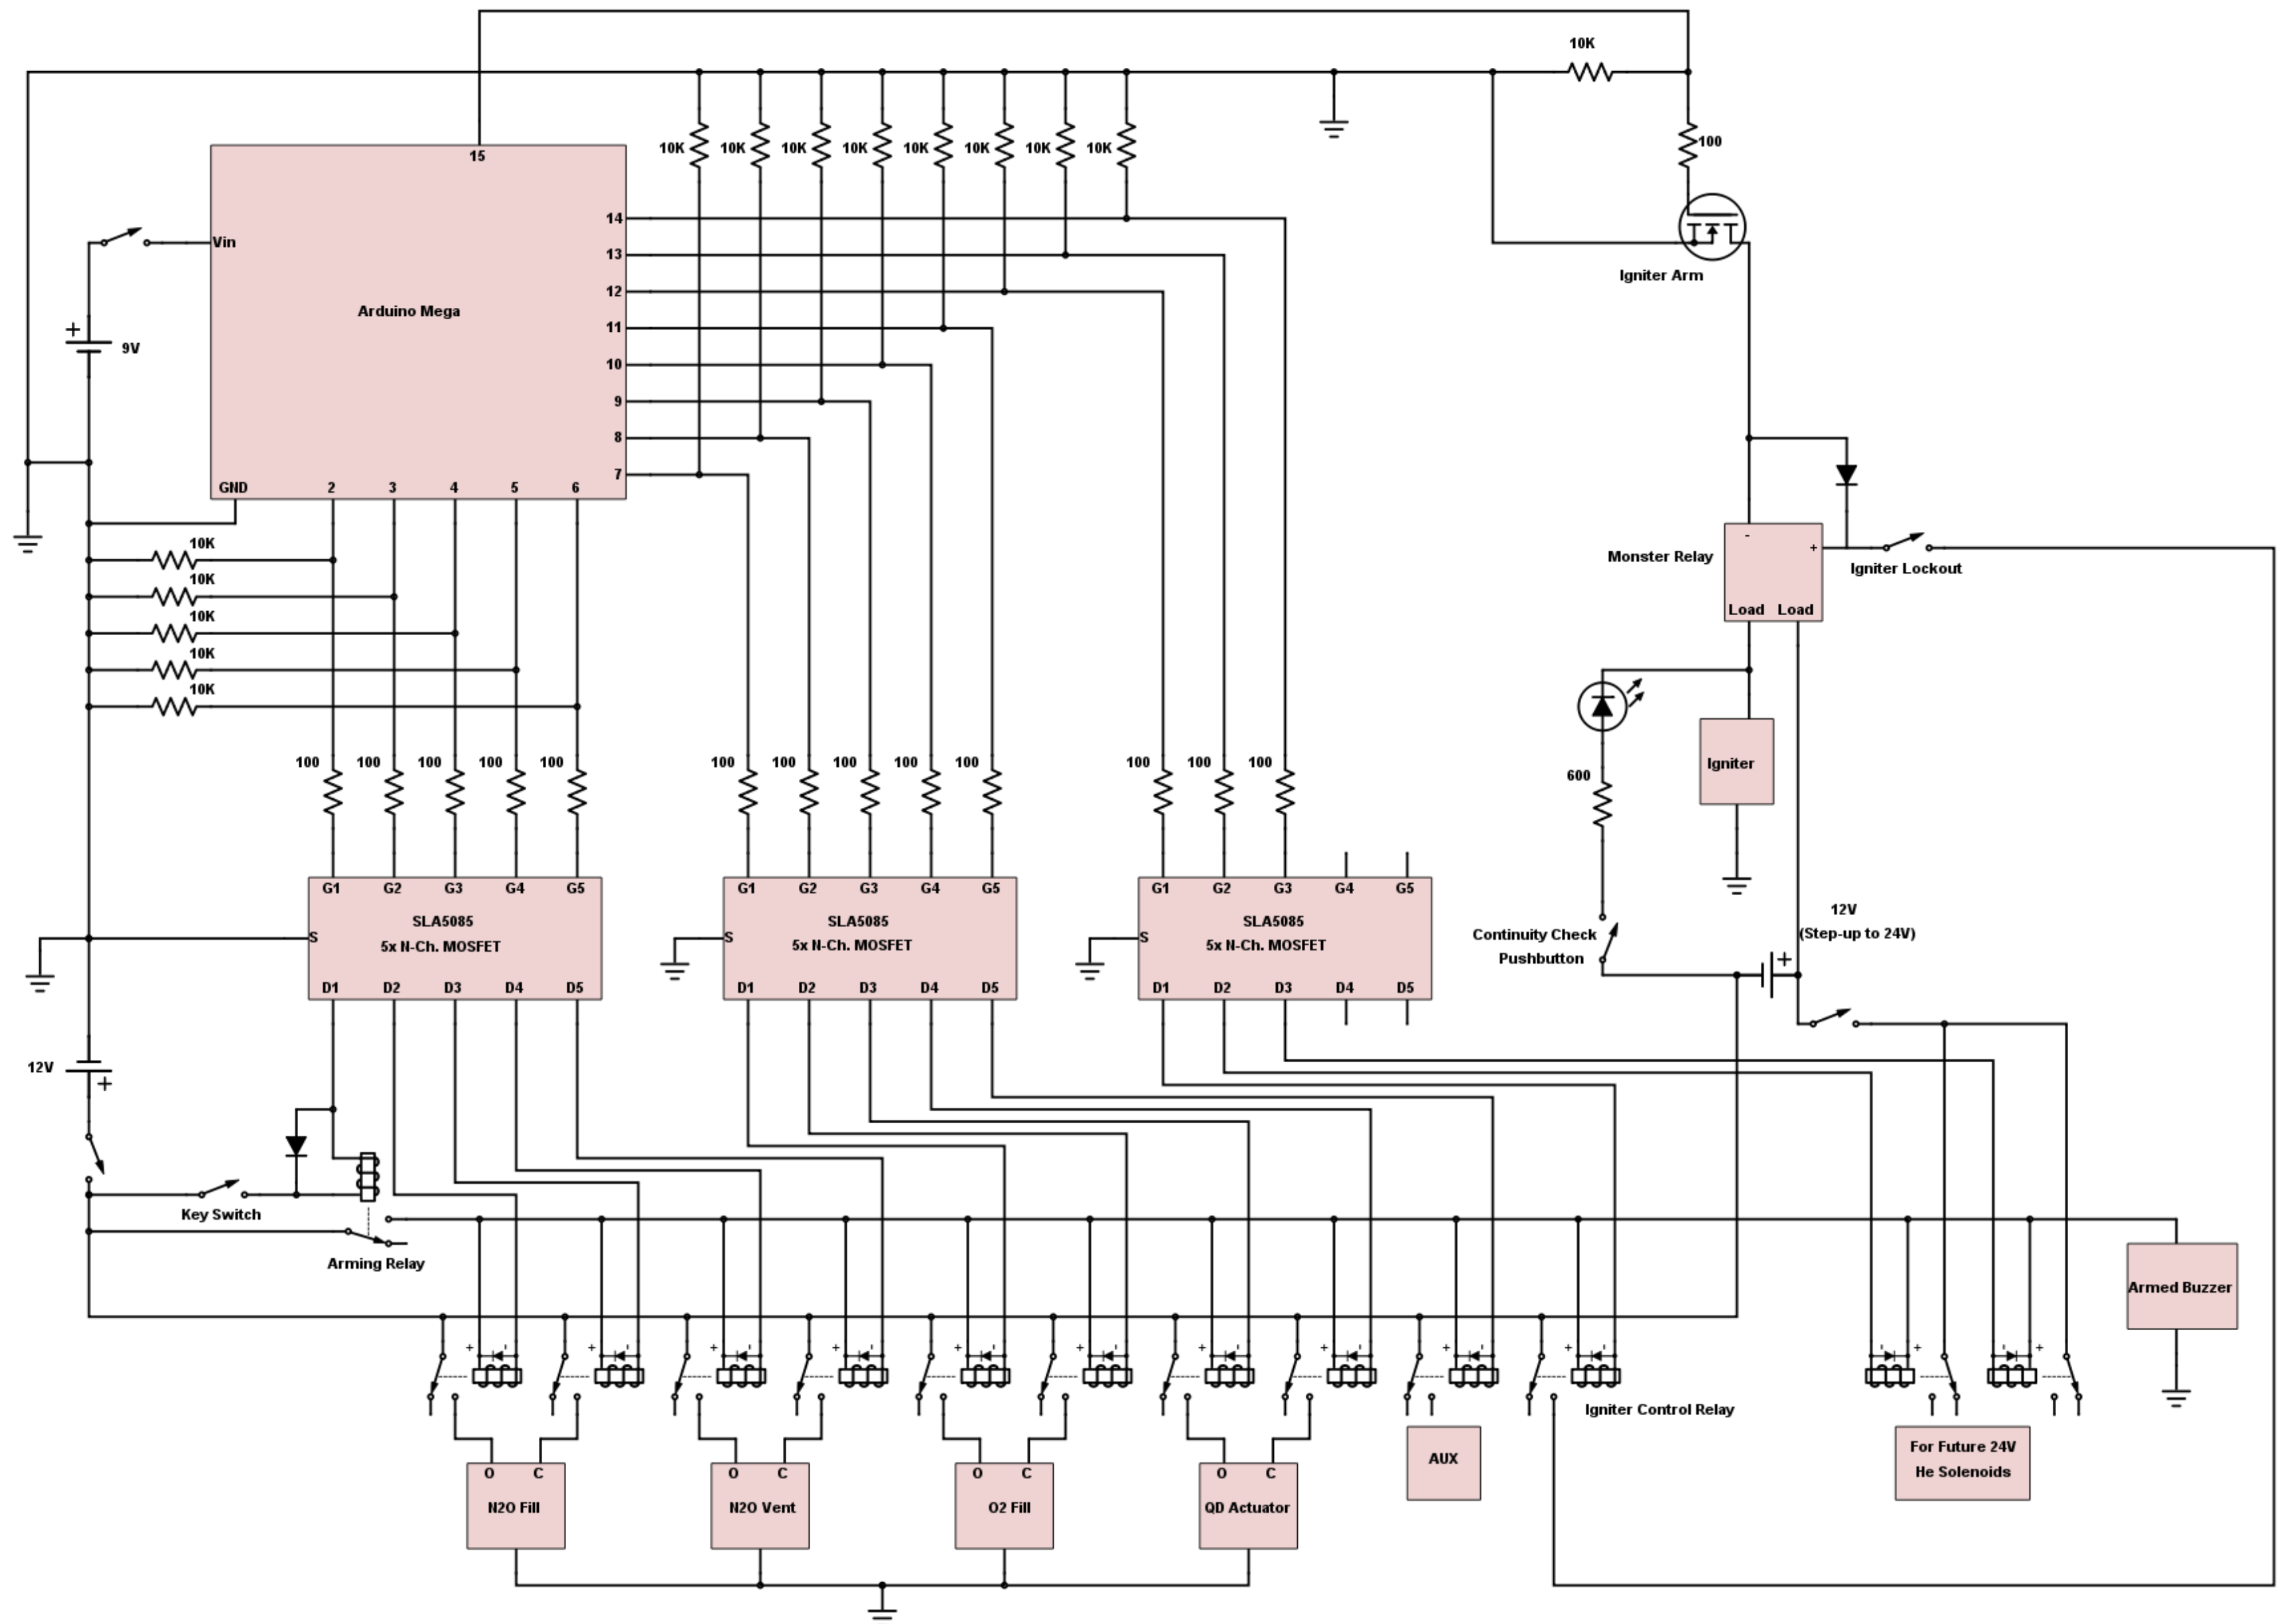 10K
10K 10K 10K 10K 10K 10K 10K 10K
100
15
14
Vin
13
Igniter Arm
12
Arduino Mega
11
+
9V
10
9
8
7
GND 2 3 4 5 6
10K
-
+
Monster Relay
Igniter Lockout
10K
Load Load
10K
10K
10K
100 100 100 100 100
100 100 100 100 100
100 100 100
Igniter
600
G1 G2 G3 G4 G5
G1 G2 G3 G4 G5
G1 G2 G3 G4 G5
12V
(Step-up to 24V)
SLA5085
5x N-Ch. MOSFET
SLA5085
5x N-Ch. MOSFET
SLA5085
5x N-Ch. MOSFET
S
S
S
Continuity Check
Pushbutton
+
D1 D2 D3 D4 D5
D1 D2 D3 D4 D5
D1 D2 D3 D4 D5
12V
+
Key Switch
Arming Relay
Armed Buzzer
+ - + - + - + - + - + - + - + - + - + - - + - +
Igniter Control Relay
O C
N2O Fill
O C
N2O Vent
O C
O2 Fill
O C
QD Actuator
AUX
For Future 24V
He Solenoids